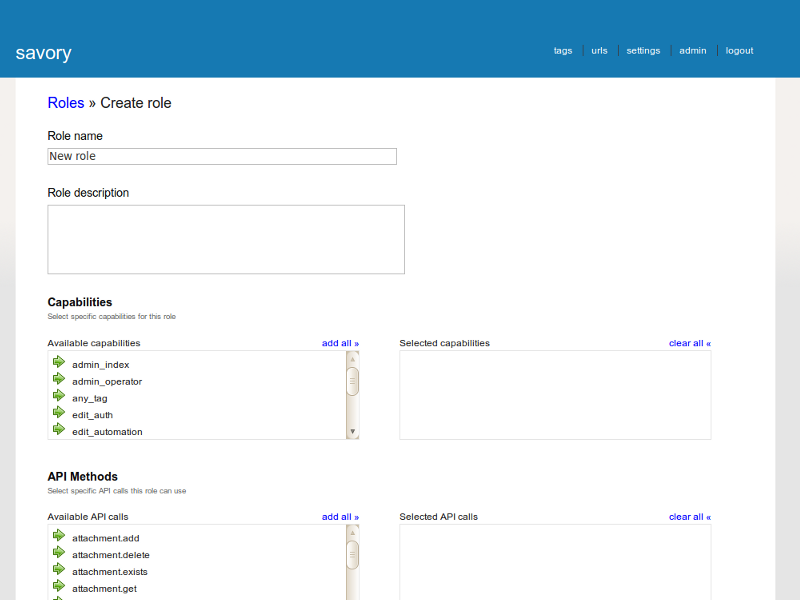 savory
tags urls settings admin logout
Roles » Create role
Role name
New role
Role description
Capabilities
Select specific capabilities for this role
Available capabilities add all » Selected capabilities clear all «
admin_index
admin_operator
any_tag
edit_auth
edit_automation
API Methods
Select specific API calls this role can use
Available API calls add all » Selected API calls clear all «
attachment.add
attachment.delete
attachment.exists
attachment.get